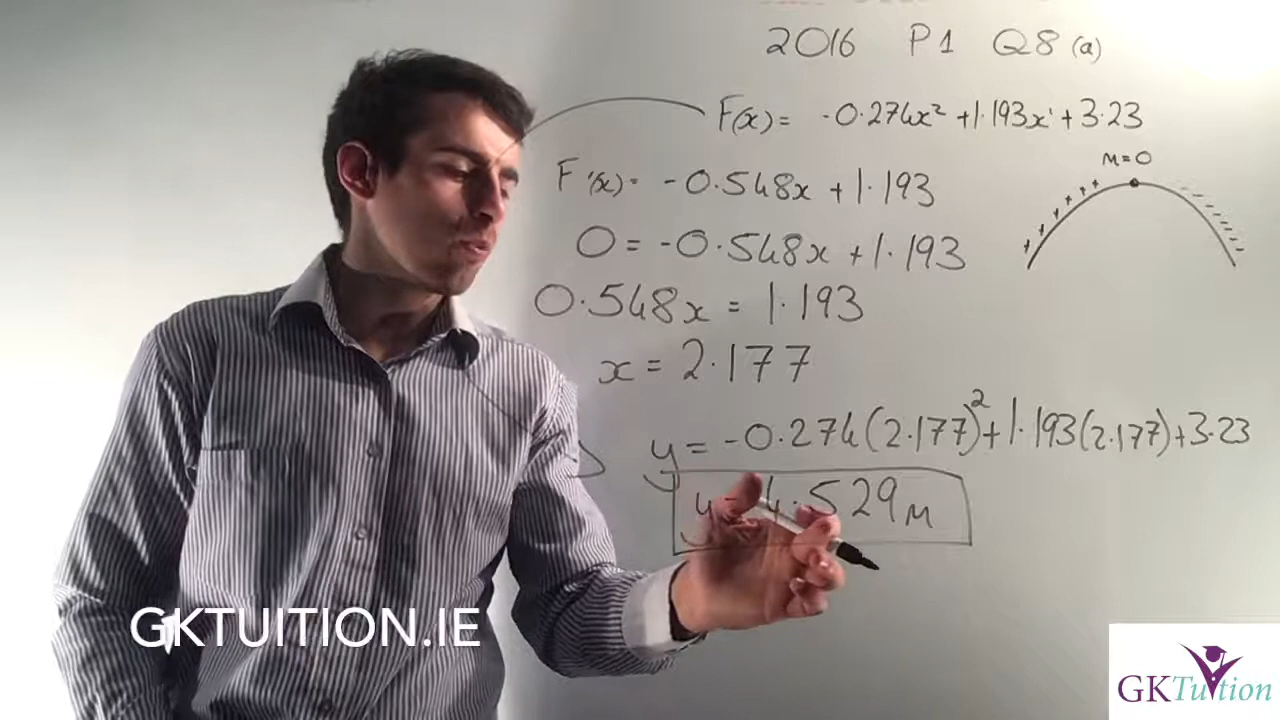 2016 P1 Q8 (a)
F(x) = -0.274x² + 1.193x¹ + 3.23
M = 0
F'(x) = -0.548x + 1.193
0 = -0.548x + 1.193
0.548x = 1.193
x = 2.177
y = -0.274(2.177)² + 1.193(2.177) + 3.23
y = 4.529m
GKTUITION.IE
GKTuition